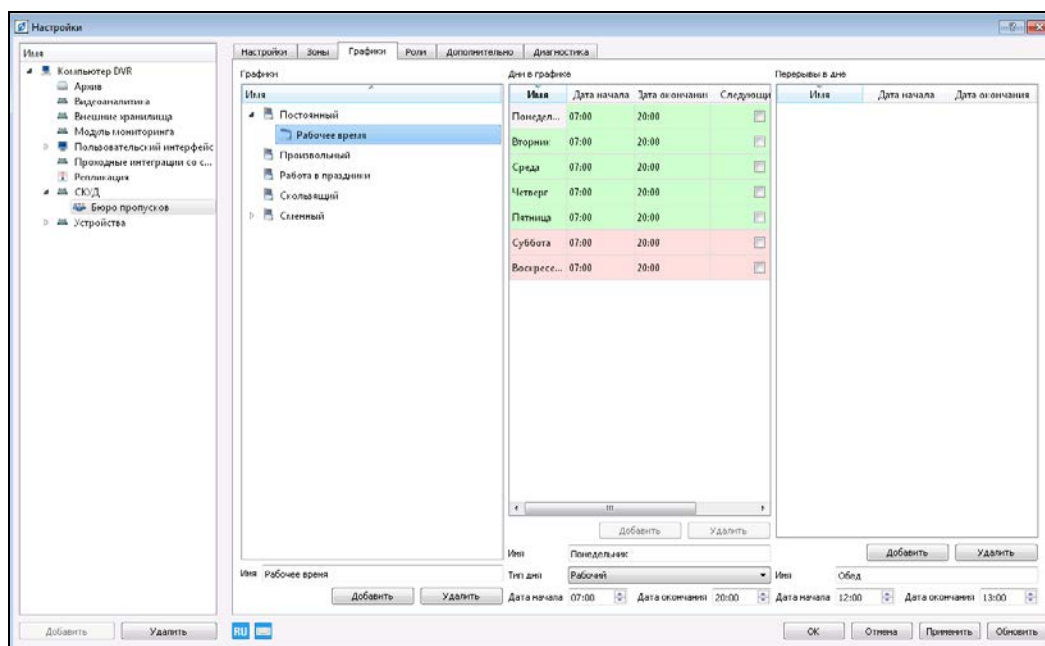 Настройки
Имя
Компьютер DVR
Архив
Видеоаналитика
Внешние хранилища
Модуль мониторинга
Пользовательский интерфейс
Проходные интеграции со с...
Репликация
СКУД
Бюро пропусков
Устройства
Добавить Удалить
Настройки Зоны Графики Роли Дополнительно Диагностика
Графики
Имя
Постоянный
Рабочее время
Произвольный
Работа в праздники
Скользящий
Сменный
Имя Рабочее время
Добавить Удалить
Дни в графике
Имя Дата начала Дата окончания Следующи
Понедел... 07:00 20:00
Вторник 07:00 20:00
Среда 07:00 20:00
Четверг 07:00 20:00
Пятница 07:00 20:00
Суббота 07:00 20:00
Воскресе... 07:00 20:00
Добавить Удалить
Имя Понедельник
Тип дня Рабочий
Дата начала 07:00 Дата окончания 20:00
Перерывы в дне
Имя Дата начала Дата окончания
Добавить Удалить
Имя Обед
Дата начала 12:00 Дата окончания 13:00
RU
ОК Отмена Применить Обновить